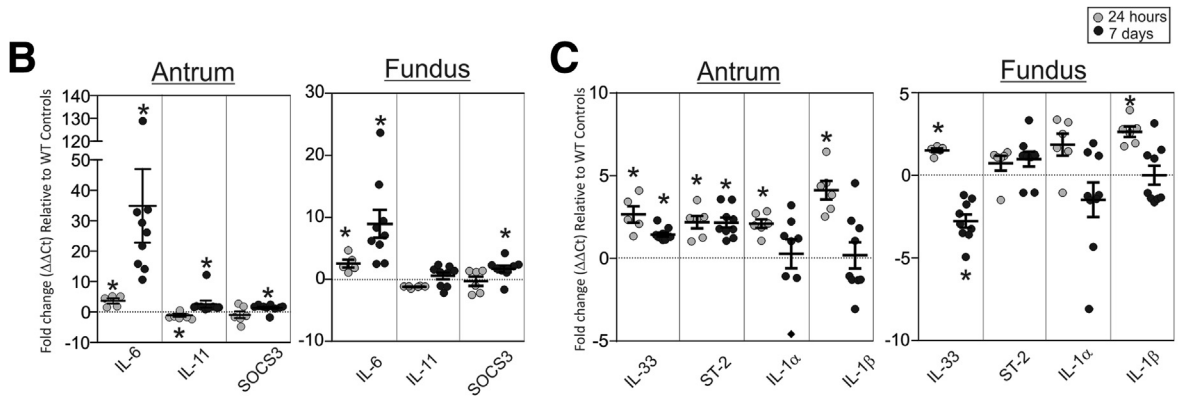 24 hours
7 days
B
Antrum
Fundus
Fold change (ΔΔCt) Relative to WT Controls
140
130
120
50
40
30
20
10
0
-10
*
*
*
*
*
IL-6
IL-11
SOCS3
30
20
10
0
-10
*
*
*
IL-6
IL-11
SOCS3
C
Antrum
Fundus
Fold change (ΔΔCt) Relative to WT Controls
10
5
0
-5
*
*
*
*
*
*
IL-33
ST-2
IL-1α
IL-1β
5
0
-5
-10
*
*
*
IL-33
ST-2
IL-1α
IL-1β